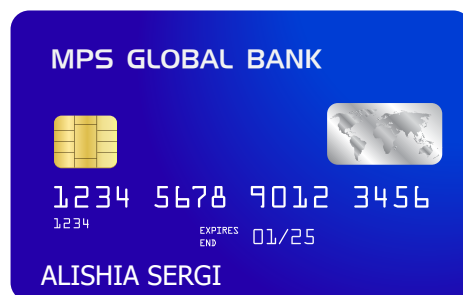 MPS GLOBAL BANK
1234 5678 9012 3456
1234
EXPIRES END 01/25
ALISHIA SERGI